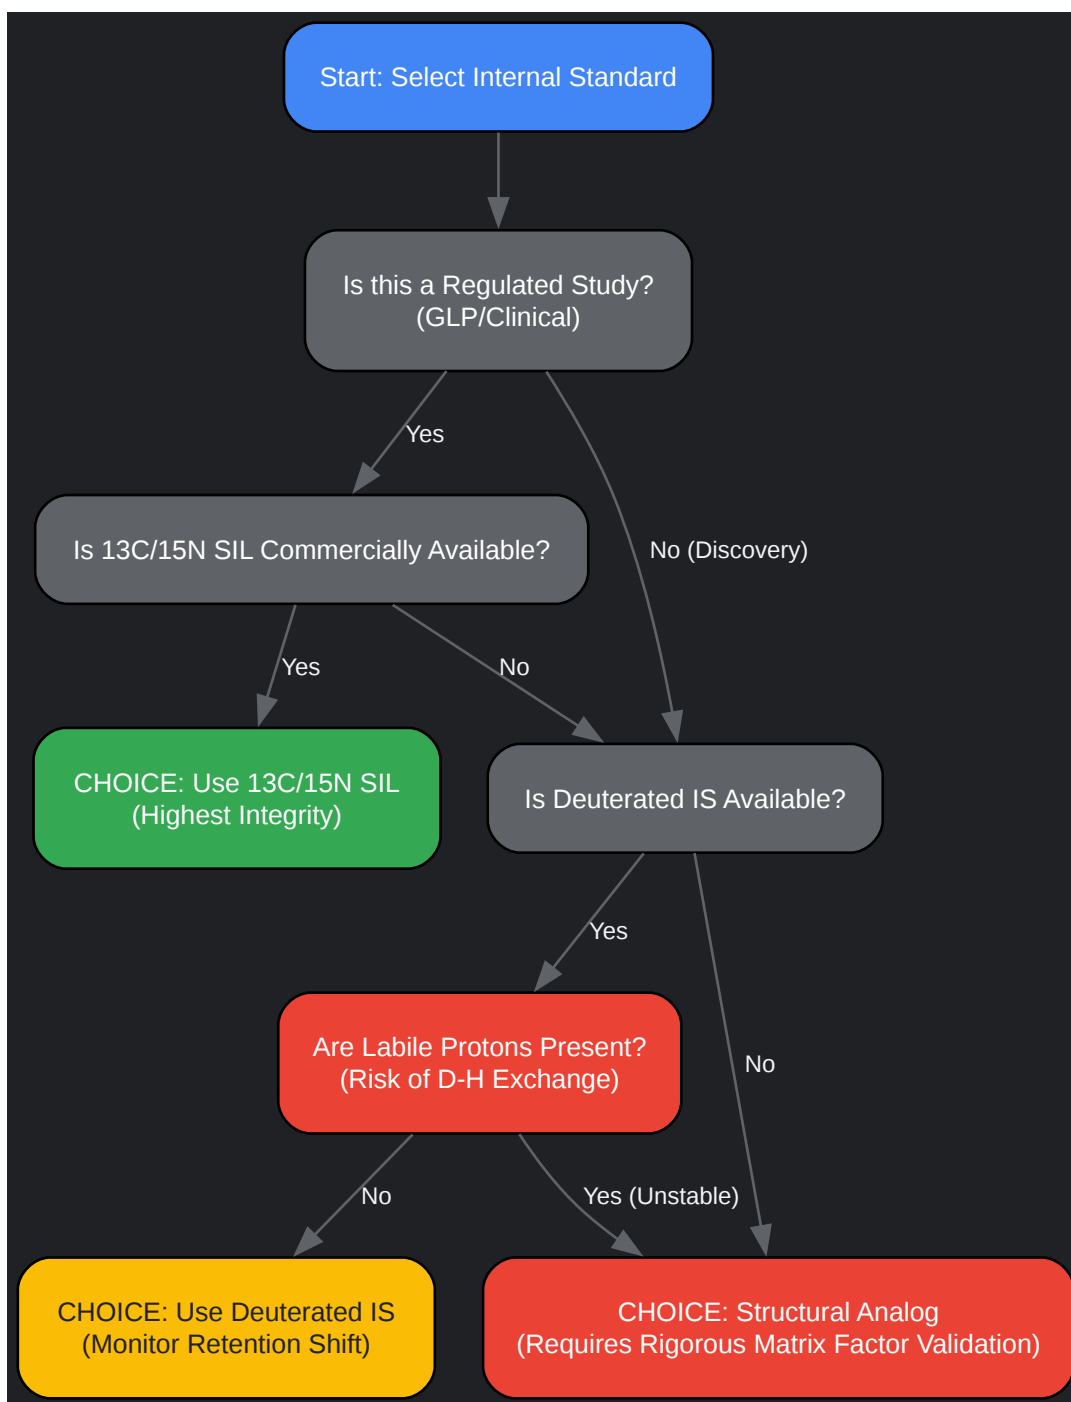 Start: Select Internal Standard
Is this a Regulated Study?
(GLP/Clinical)
Yes
Is 13C/15N SIL Commercially Available?
No (Discovery)
Yes
No
CHOICE: Use 13C/15N SIL
(Highest Integrity)
Is Deuterated IS Available?
Yes
Are Labile Protons Present?
(Risk of D-H Exchange)
No
No
Yes (Unstable)
CHOICE: Use Deuterated IS
(Monitor Retention Shift)
CHOICE: Structural Analog
(Requires Rigorous Matrix Factor Validation)